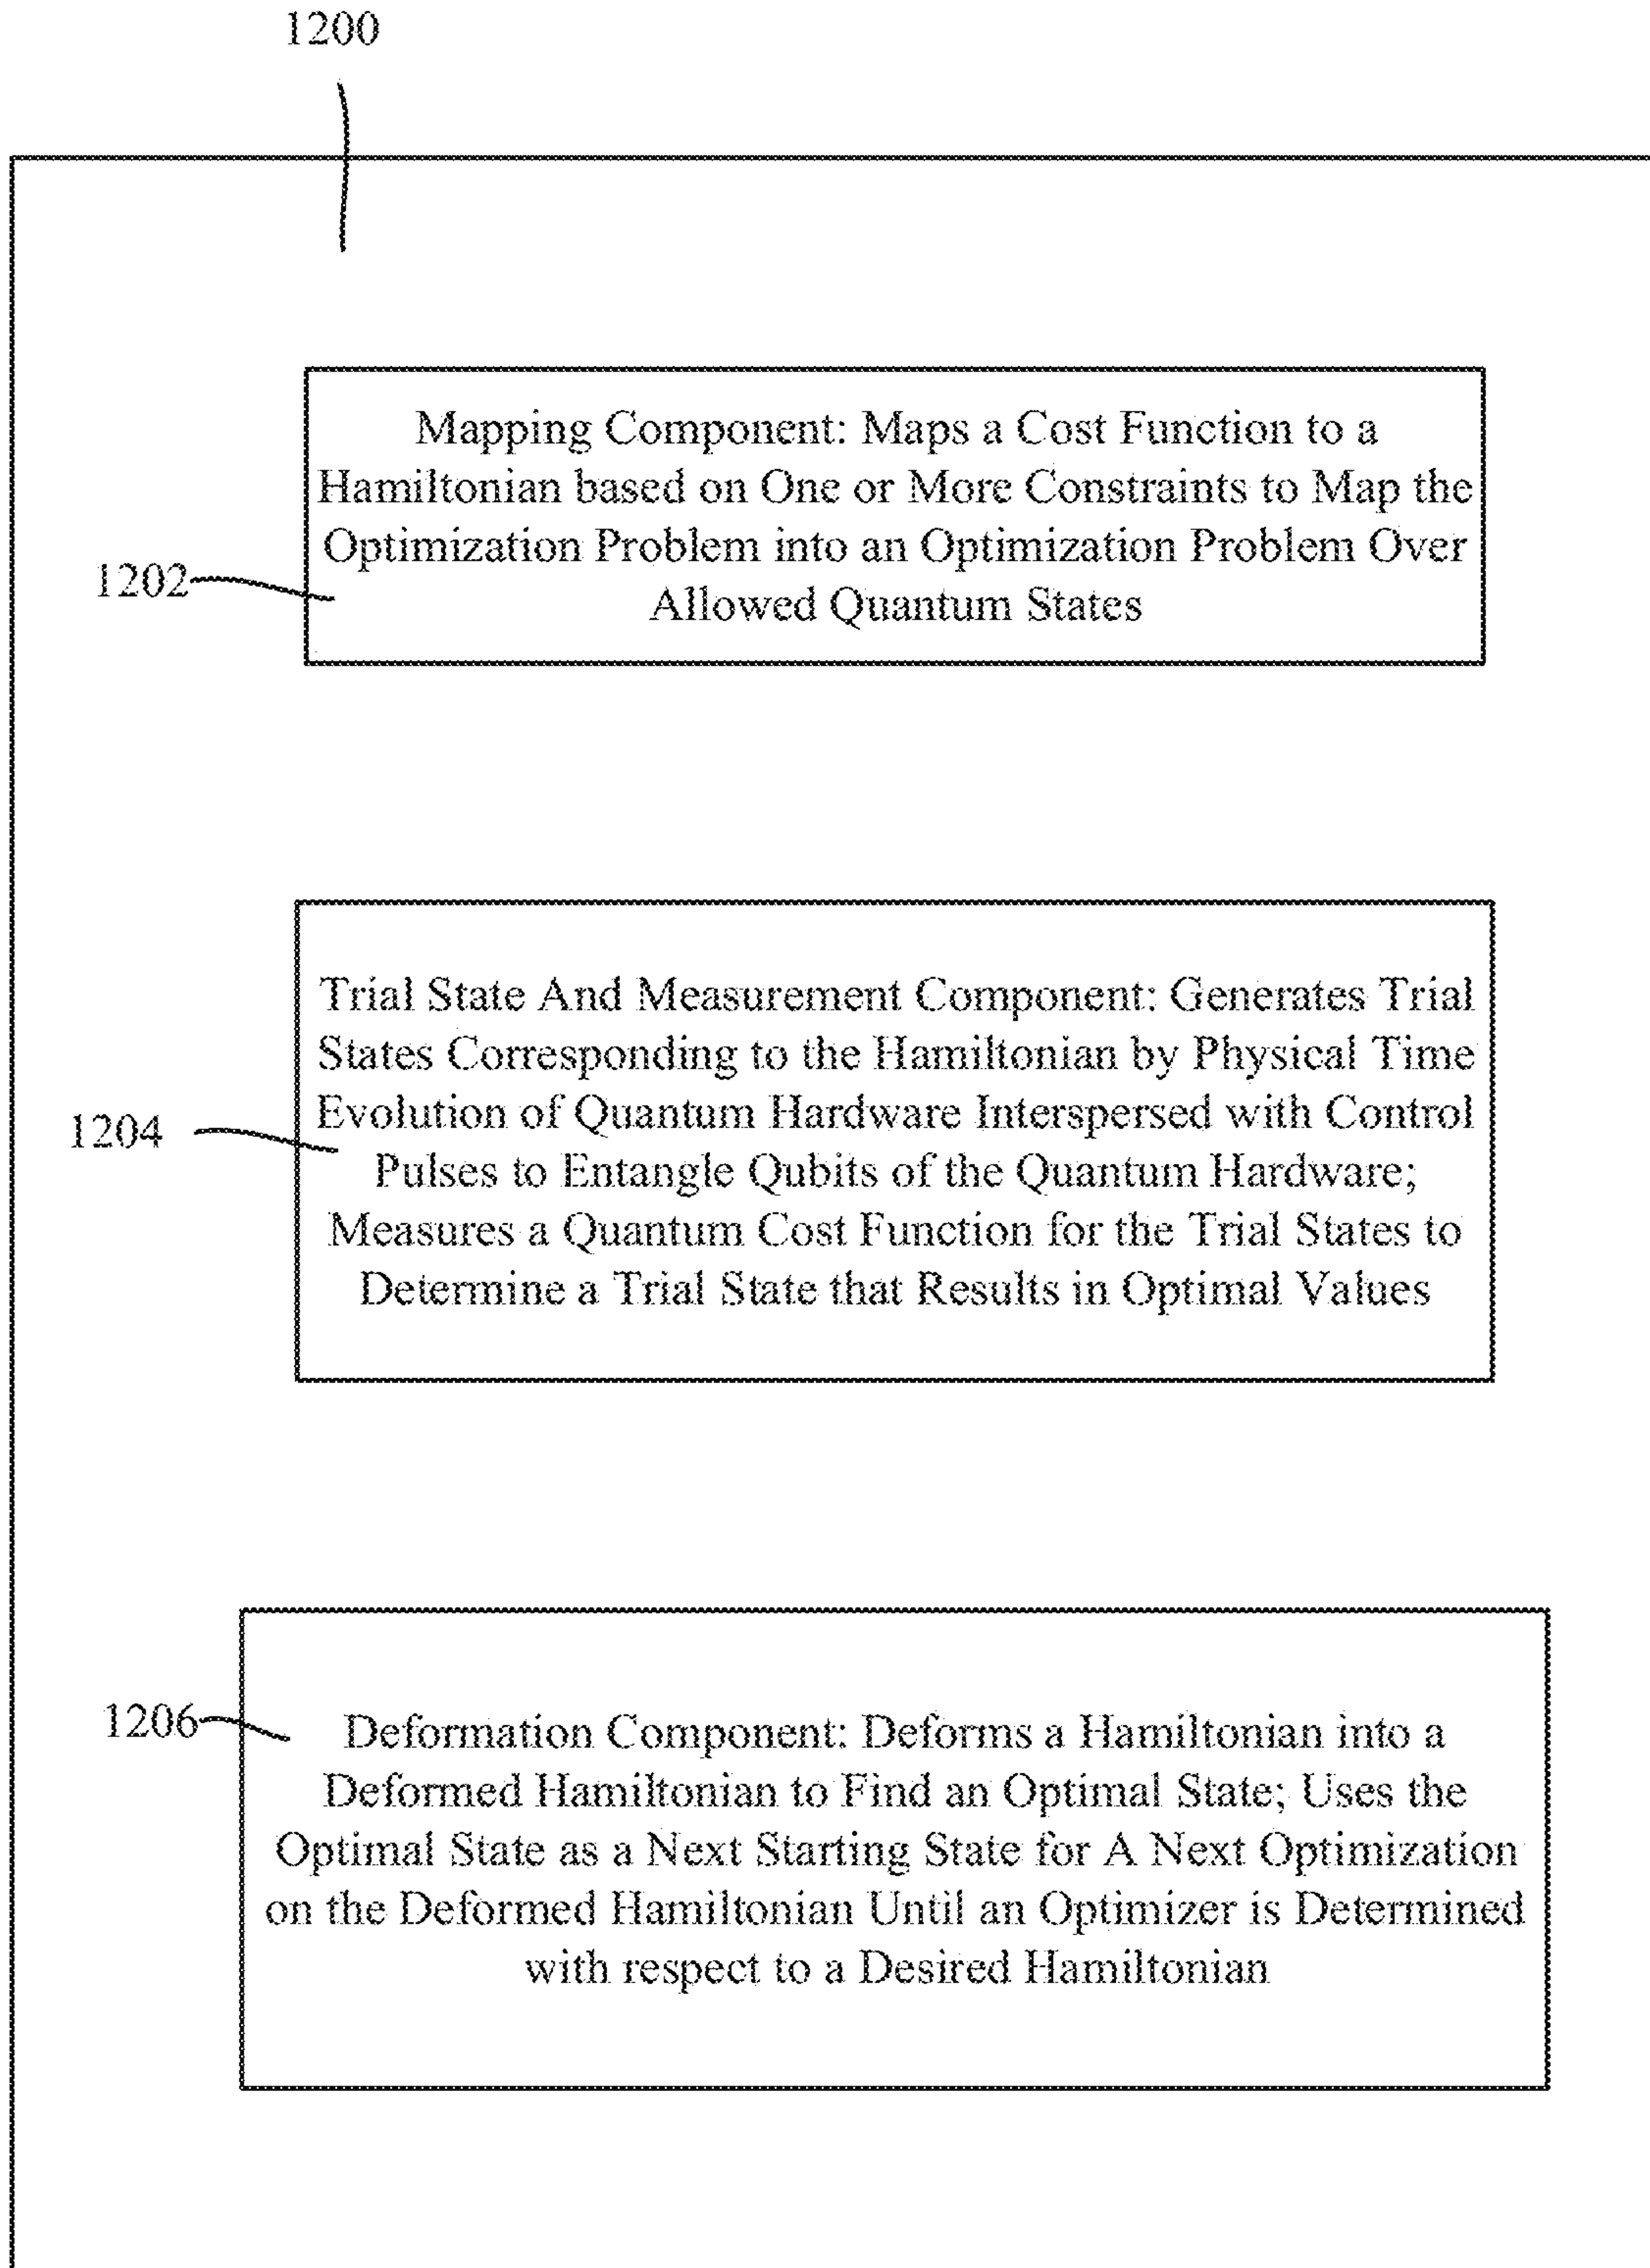 1200
Mapping Component: Maps a Cost Function to a
Hamiltonian based on One or More Constraints to Map the
Optimization Problem into an Optimization Problem Over
Allowed Quantum States
1202
Trial State And Measurement Component: Generates Trial
States Corresponding to the Hamiltonian by Physical Time
Evolution of Quantum Hardware Interspersed with Control
Pulses to Entangle Qubits of the Quantum Hardware;
Measures a Quantum Cost Function for the Trial States to
Determine a Trial State that Results in Optimal Values
1204
1206
Deformation Component: Deforms a Hamiltonian into a
Deformed Hamiltonian to Find an Optimal State; Uses the
Optimal State as a Next Starting State for A Next Optimization
on the Deformed Hamiltonian Until an Optimizer is Determined
with respect to a Desired Hamiltonian